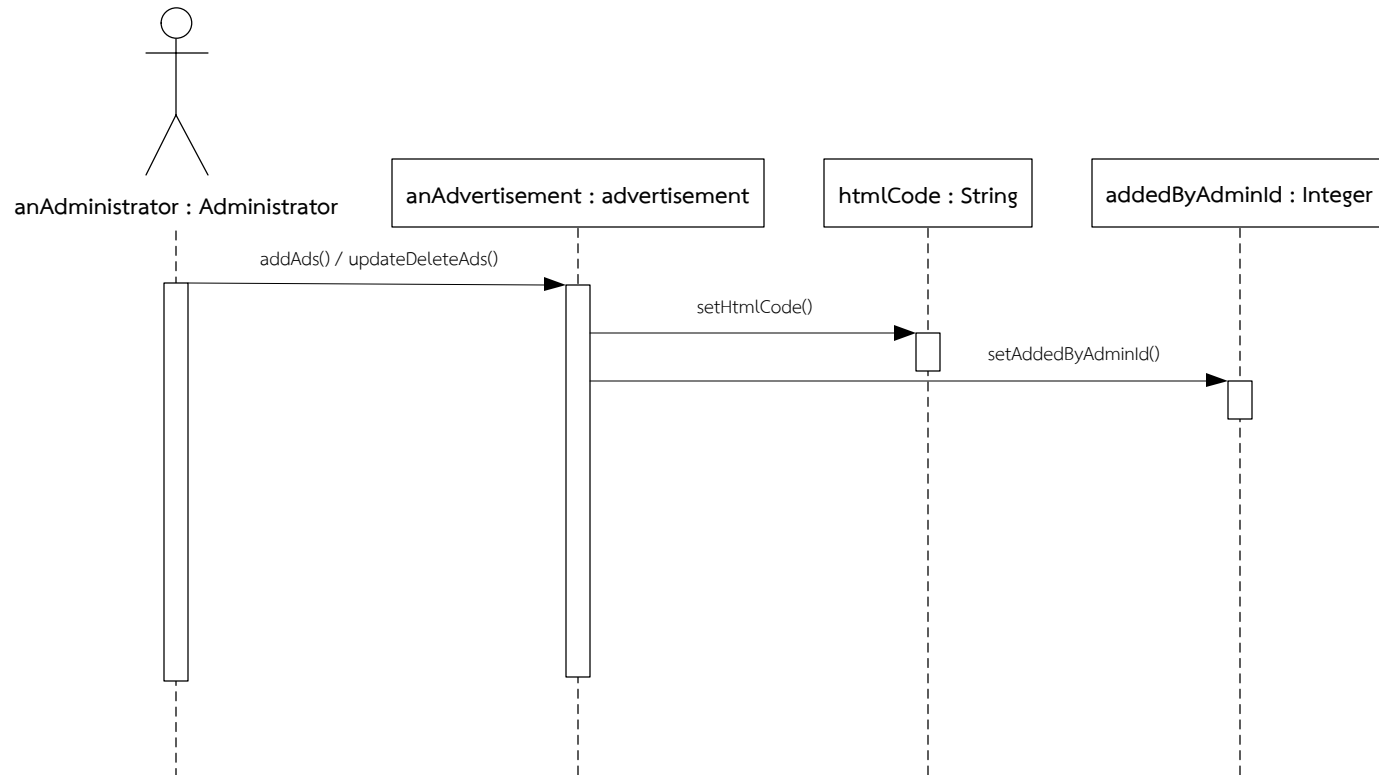 anAdministrator : Administrator
anAdvertisement : advertisement
htmlCode : String
addedByAdminId : Integer
addAds() / updateDeleteAds()
setHtmlCode()
setAddedByAdminId()